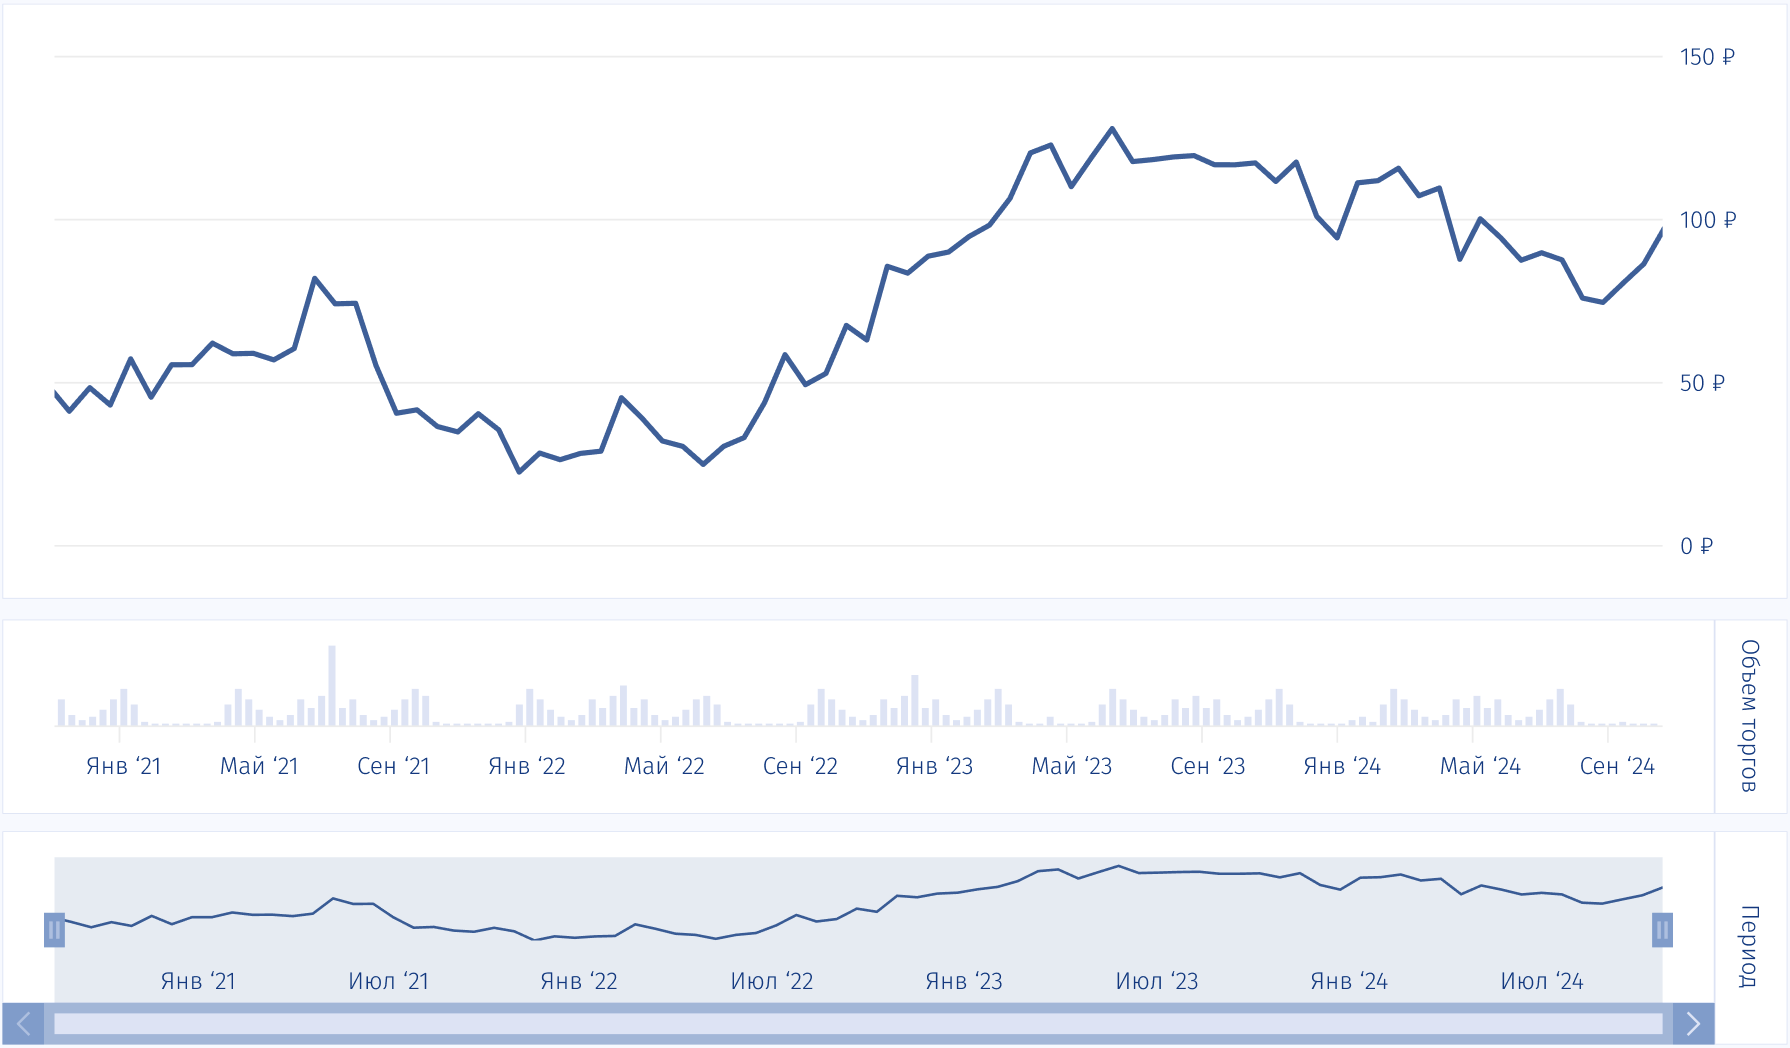 150 ₽
100 ₽
50 ₽
0 ₽
Объем торгов
Янв ‘21 Май ‘21 Сен ‘21 Янв ‘22 Май ‘22 Сен ‘22 Янв ‘23 Май ‘23 Сен ‘23 Янв ‘24 Май ‘24 Сен ‘24
Период
Янв ‘21 Июл ‘21 Янв ‘22 Июл ‘22 Янв ‘23 Июл ‘23 Янв ‘24 Июл ‘24